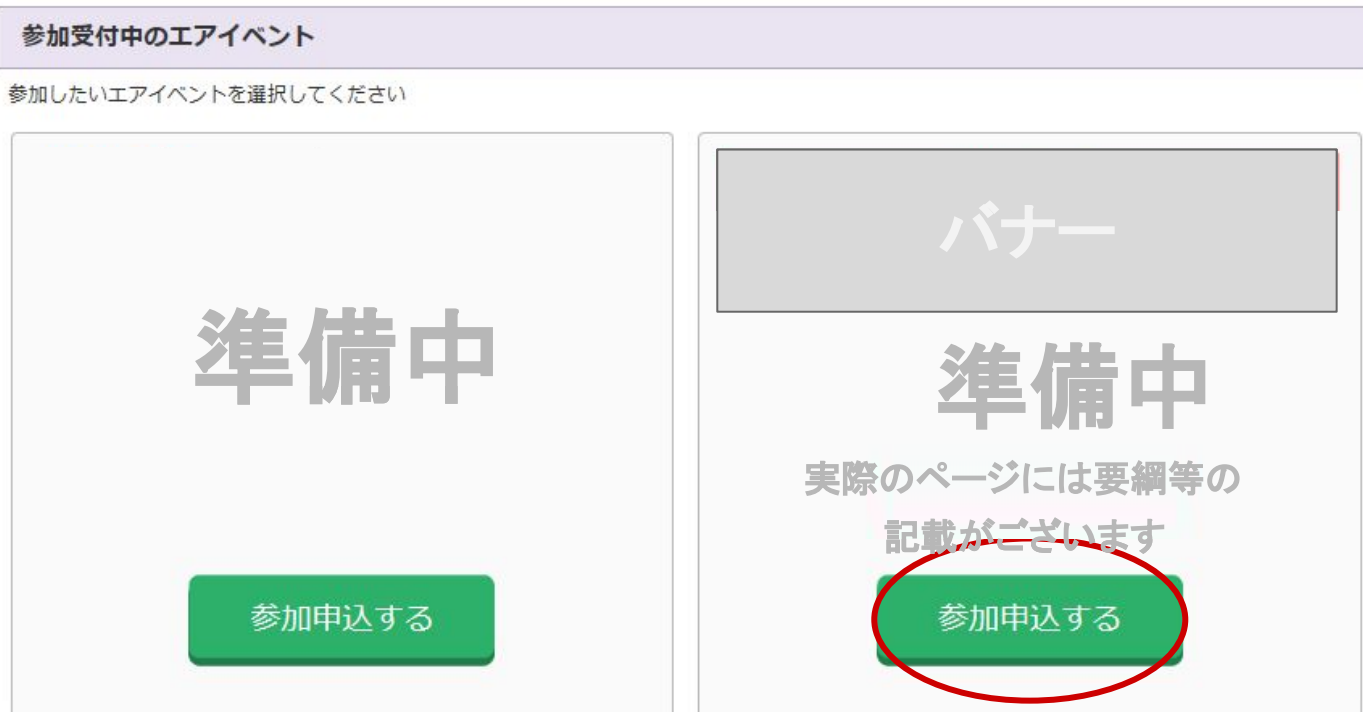 参加受付中のエアイベント
参加したいエアイベントを選択してください
準備中
参加申込する
バナー
準備中
実際のページには要綱等の
記載がございます
参加申込する